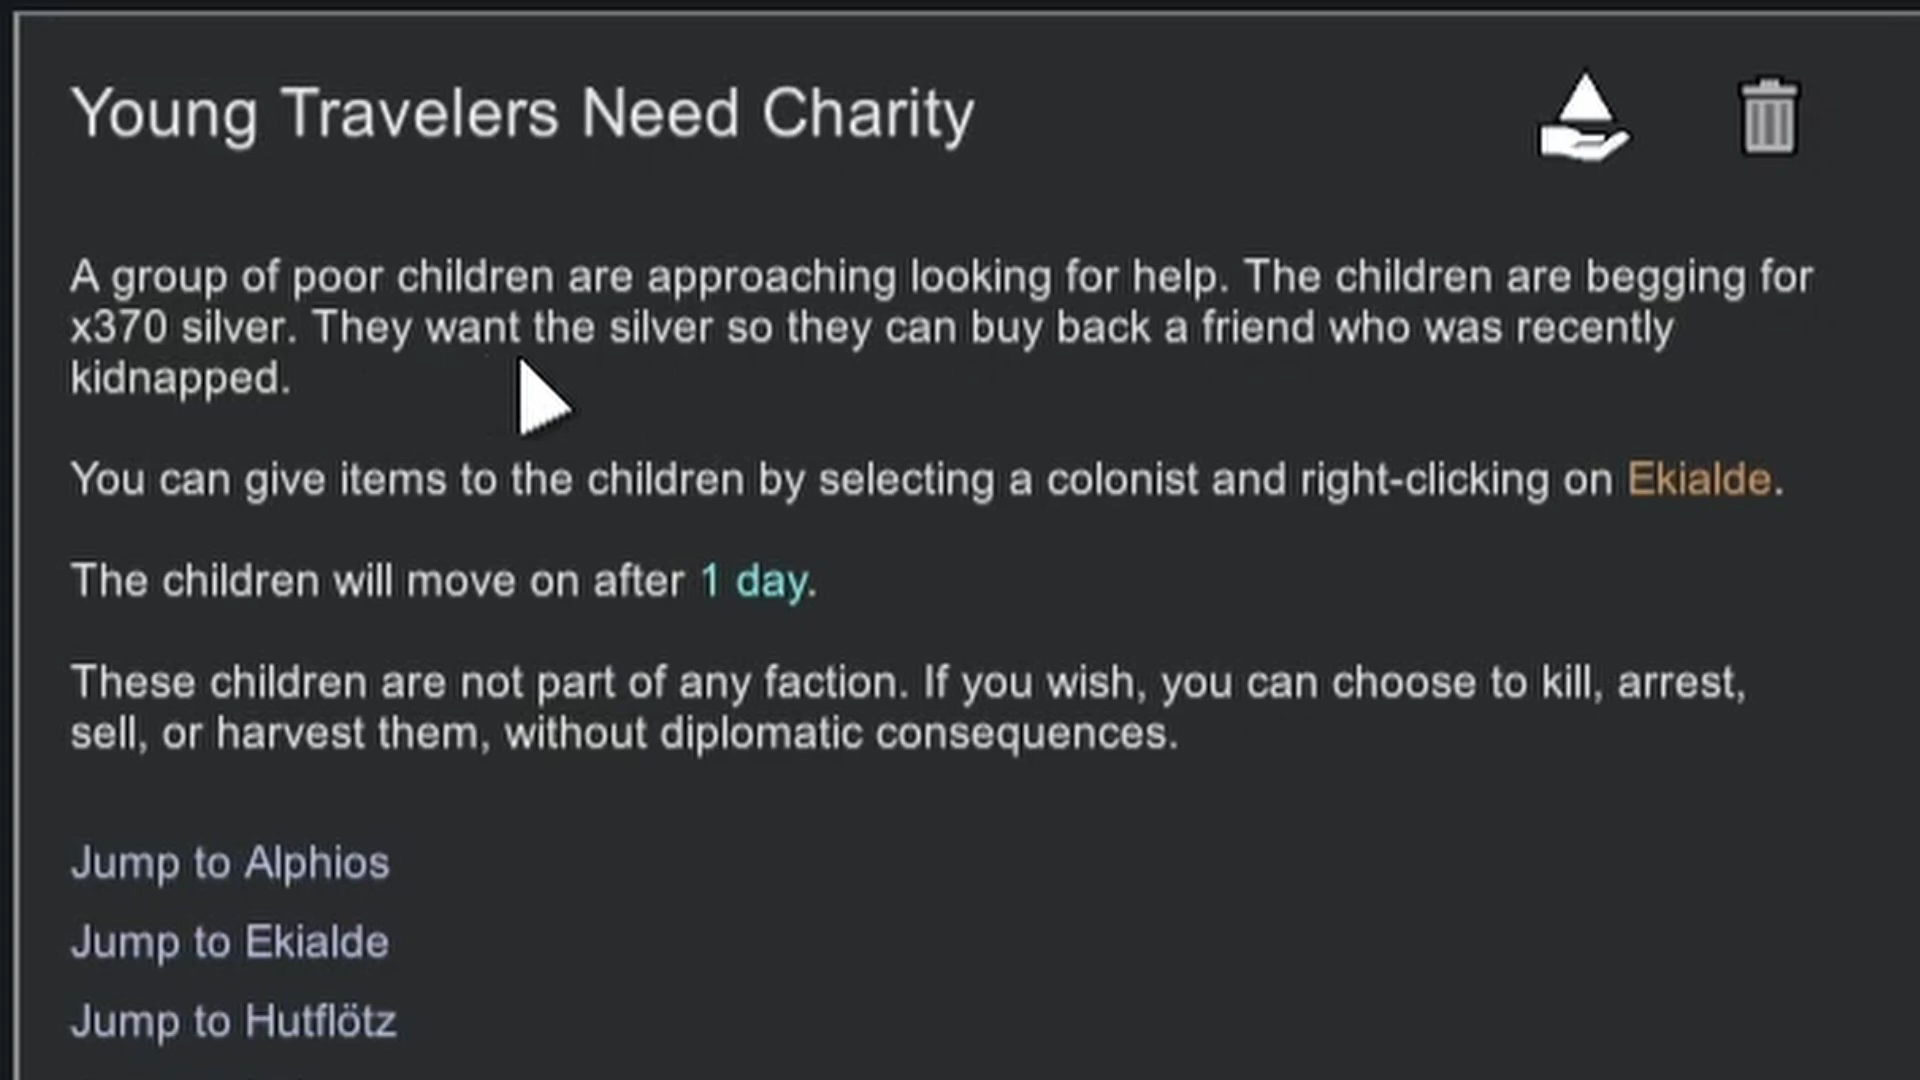 Young Travelers Need Charity
A group of poor children are approaching looking for help. The children are begging for
x370 silver. They want the silver so they can buy back a friend who was recently
kidnapped.
You can give items to the children by selecting a colonist and right-clicking on Ekialde.
The children will move on after 1 day.
These children are not part of any faction. If you wish, you can choose to kill, arrest,
sell, or harvest them, without diplomatic consequences.
Jump to Alphios
Jump to Ekialde
Jump to Hutflötz